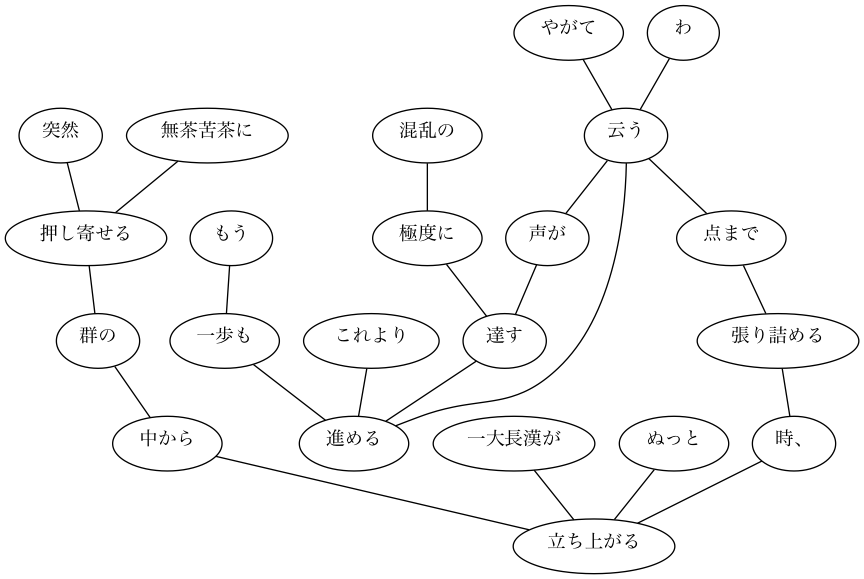 やがて
わ
突然
無茶苦茶に
混乱の
云う
押し寄せる
もう
極度に
声が
点まで
群の
一歩も
これより
達す
張り詰める
中から
進める
一大長漢が
ぬっと
時、
立ち上がる